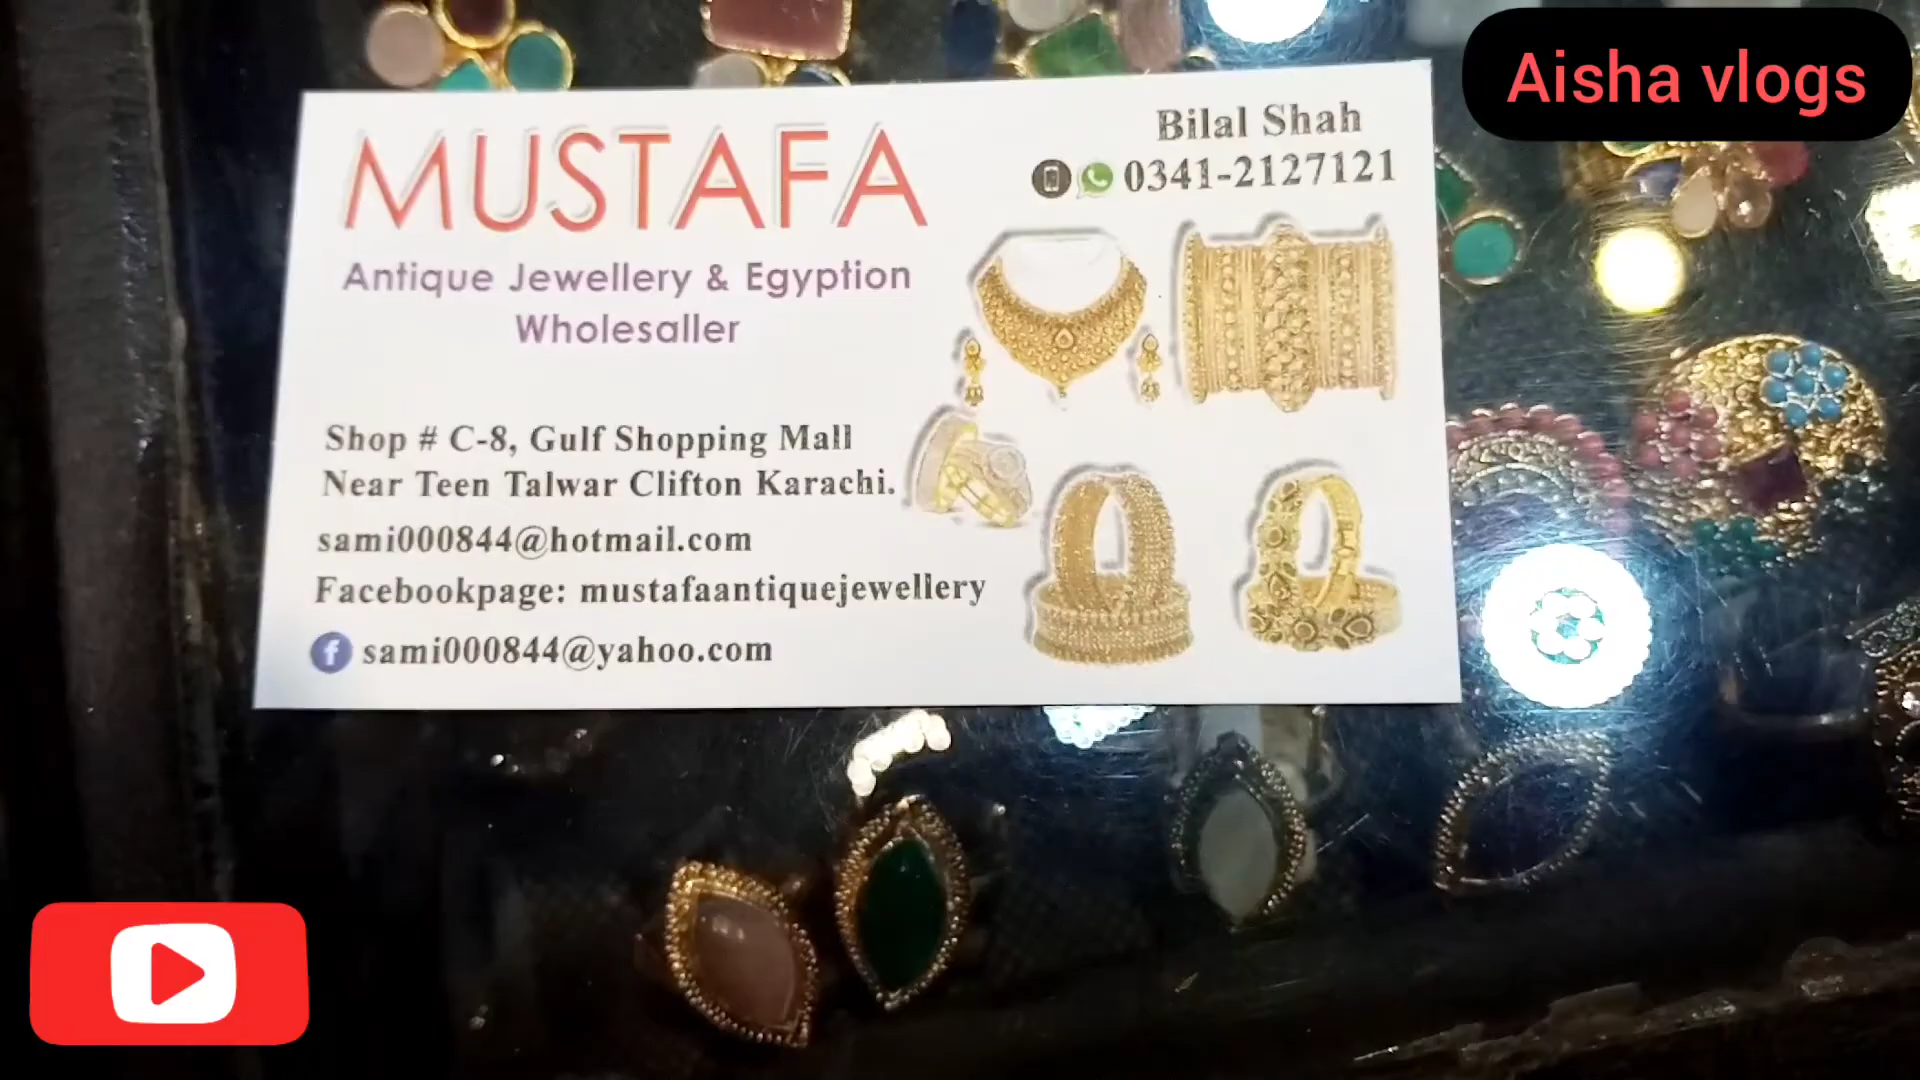 Aisha vlogs
MUSTAFA
Antique Jewellery & Egyption
Wholesaller
Bilal Shah
0341-2127121
Shop # C-8, Gulf Shopping Mall
Near Teen Talwar Clifton Karachi.
sami000844@hotmail.com
Facebookpage: mustafaantiquejewellery
f sami000844@yahoo.com